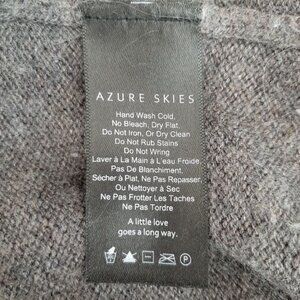 AZURE SKIES
Hand Wash Cold.
No Bleach, Dry Flat.
Do Not Iron, Or Dry Clean
Do Not Rub Stains
Do Not Wring
Laver à La Main à L'eau Froide.
Pas De Blanchiment.
Sécher à Plat, Ne Pas Repasser,
Ou Nettoyer à Sec
Ne Pas Frotter Les Taches
Ne Pas Tordre
A little love
goes a long way.
P